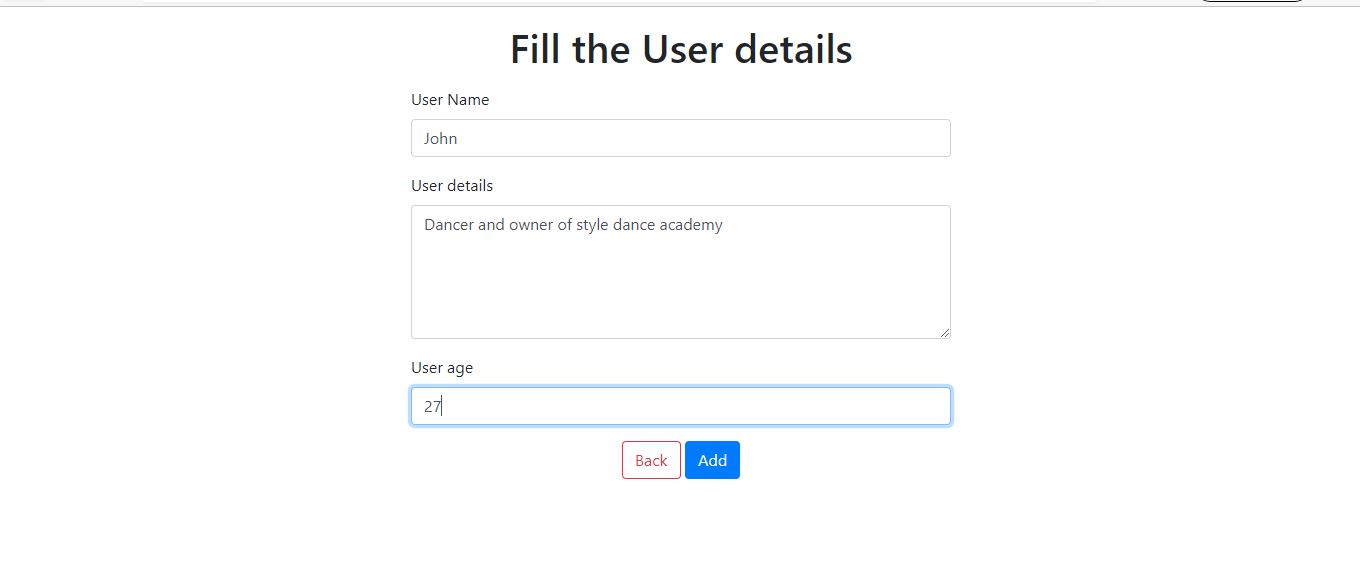 Fill the User details
User Name
John
User details
Dancer and owner of style dance academy
User age
27
Back Add